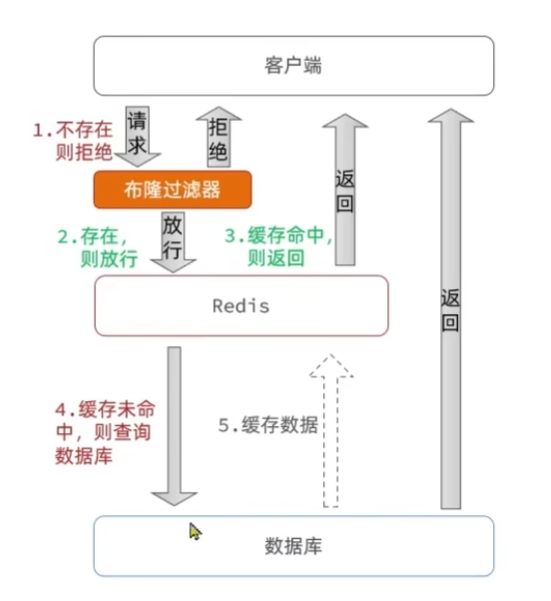 客户端
请求
拒绝
1.不存在
则拒绝
布隆过滤器
返回
放行
2.存在，
则放行
3.缓存命中，
则返回
Redis
返回
4.缓存未命
中，则查询
数据库
5.缓存数据
数据库